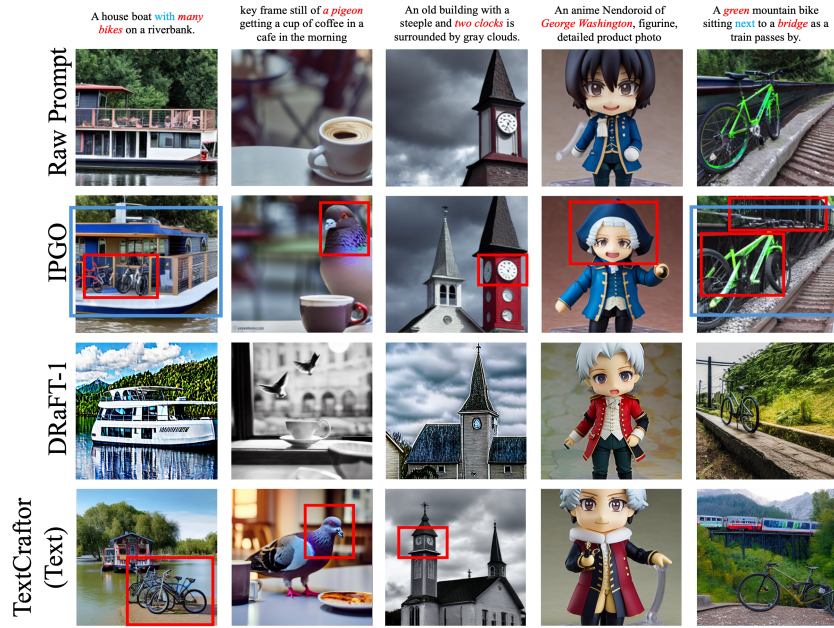 A house boat with many
bikes on a riverbank.
key frame still of a pigeon
getting a cup of coffee in a
cafe in the morning
An old building with a
steeple and two clocks is
surrounded by gray clouds.
An anime Nendoroid of
George Washington, figurine,
detailed product photo
A green mountain bike
sitting next to a bridge as a
train passes by.
Raw Prompt
IPGO
DRaFT-1
TextCraftor
(Text)